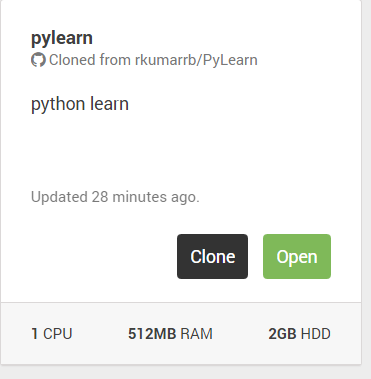 pylearn
Cloned from rkumarrb/PyLearn
python learn
Updated 28 minutes ago.
Clone Open
1 CPU 512MB RAM 2GB HDD